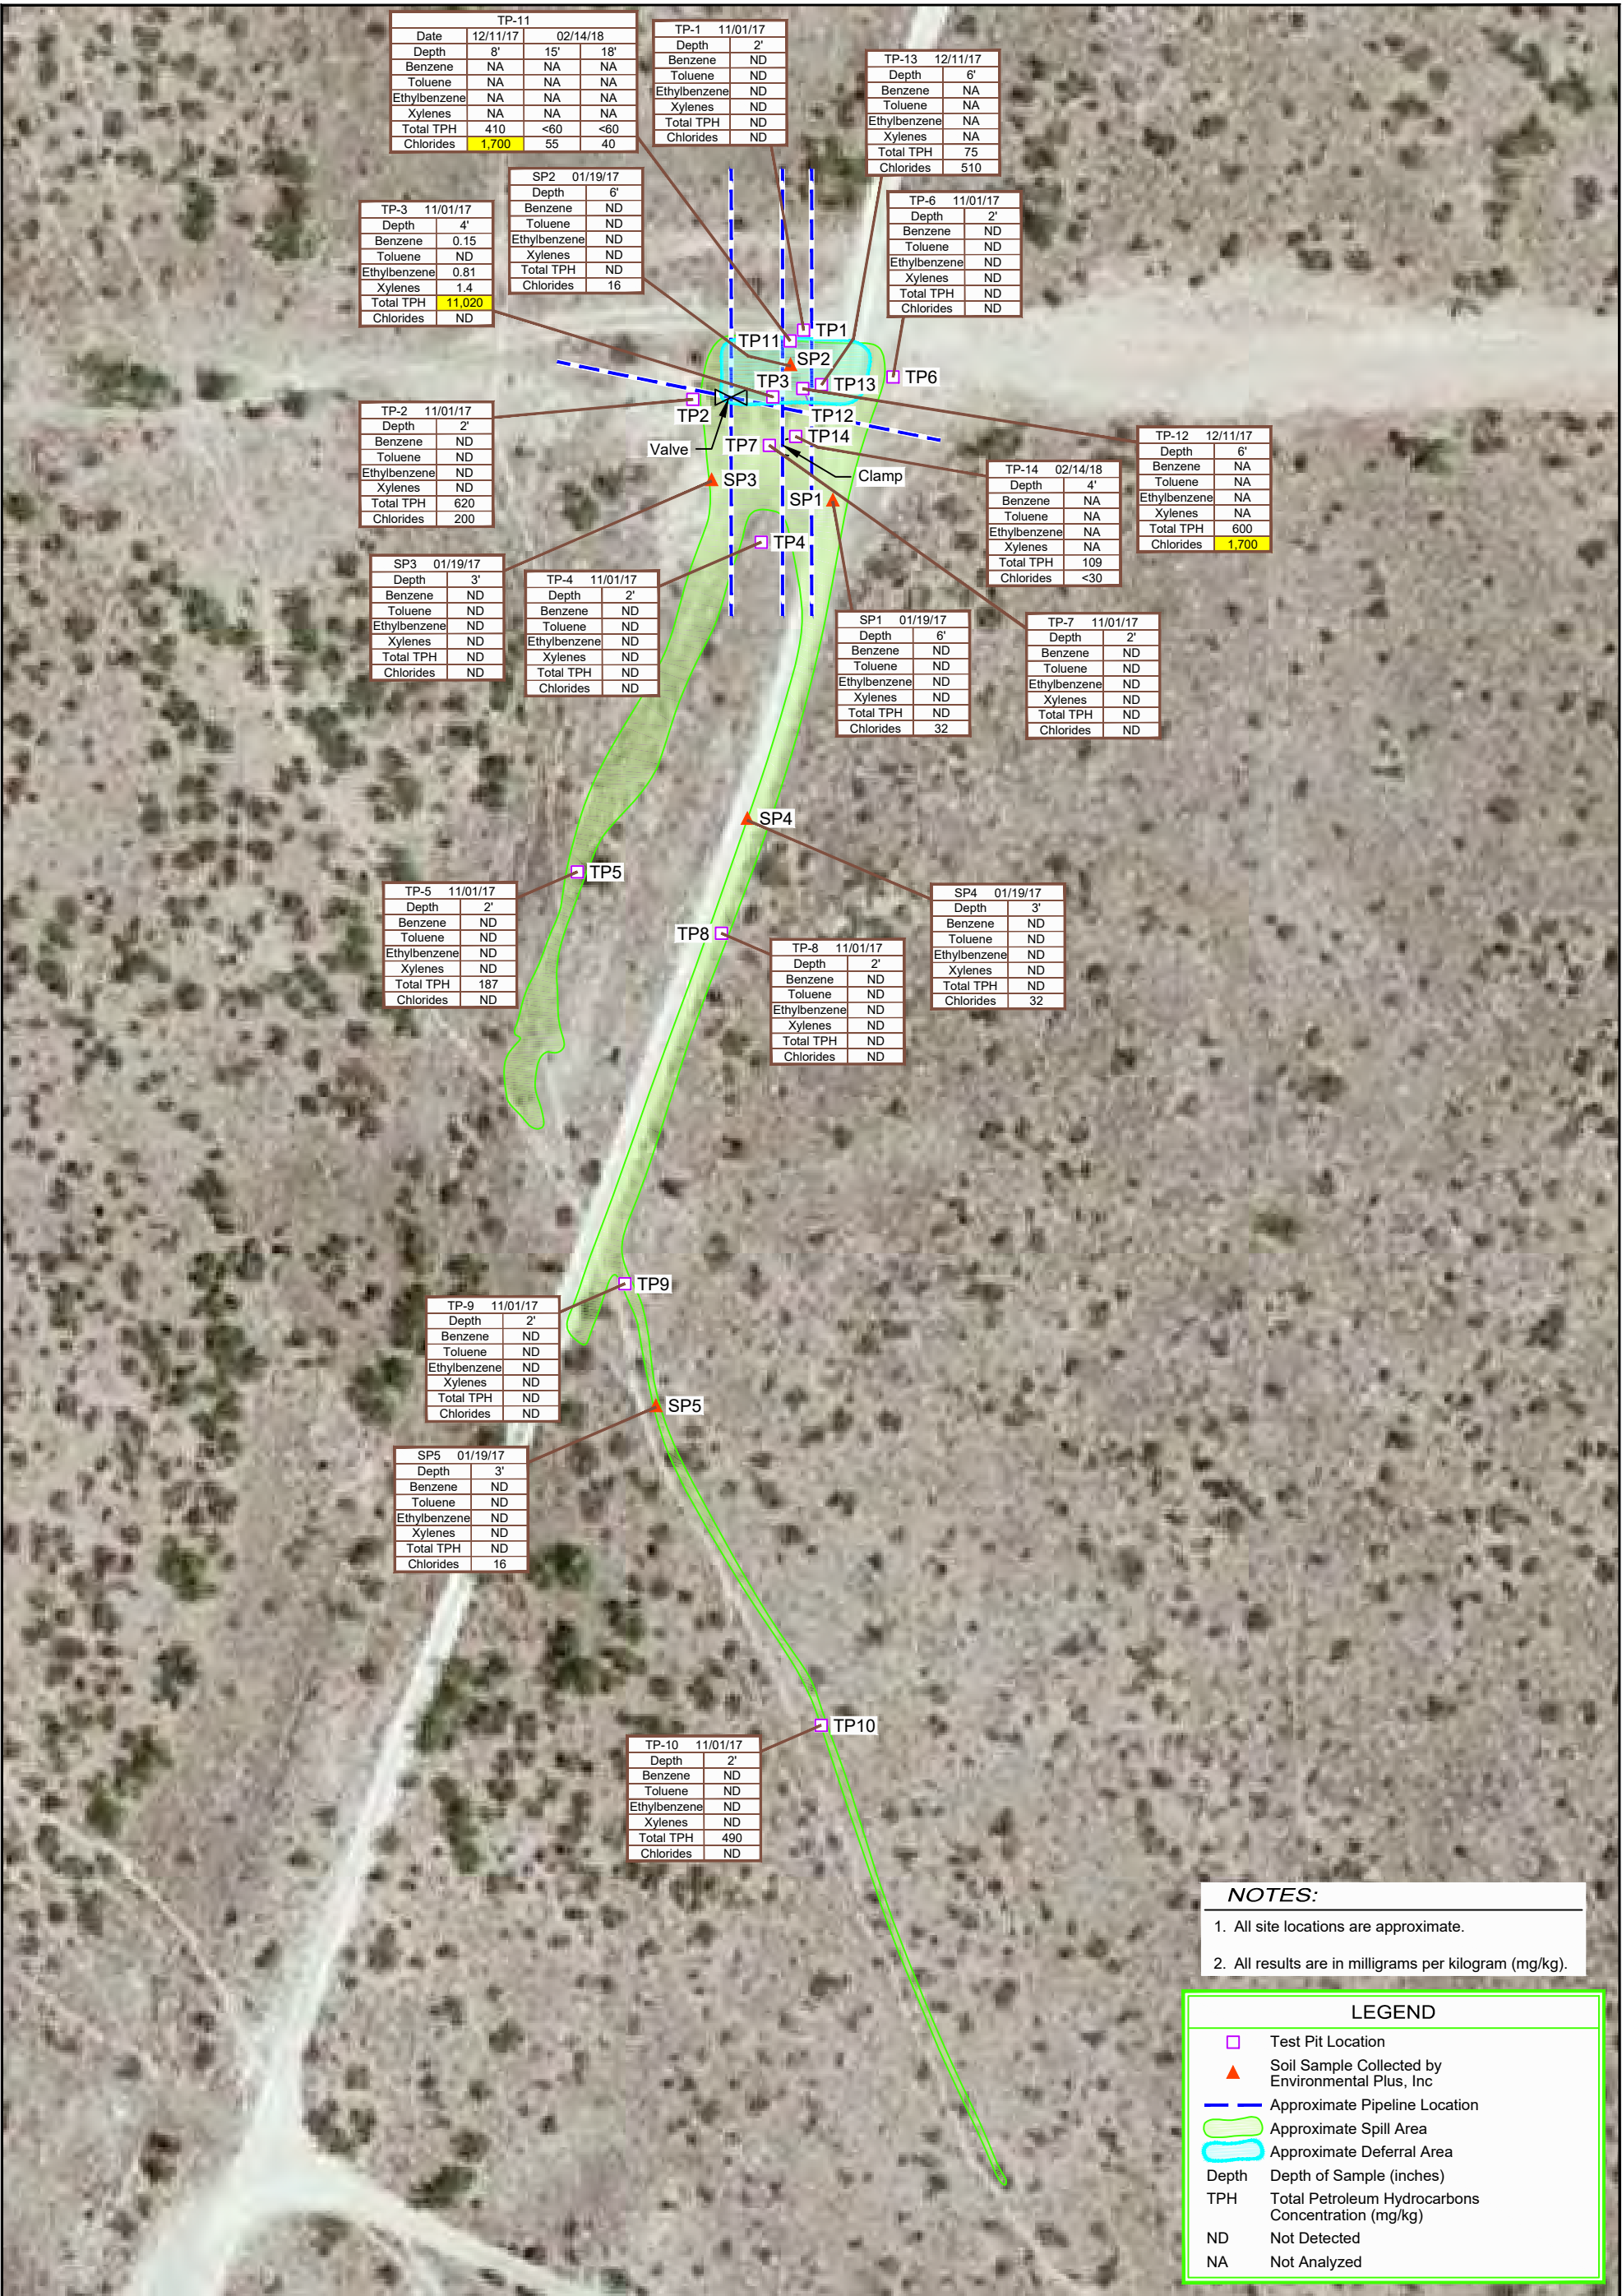 TP-11
Date 12/11/17 02/14/18
Depth 8' 15' 18'
Benzene NA NA NA
Toluene NA NA NA
Ethylbenzene NA NA NA
Xylenes NA NA NA
Total TPH 410 <60 <60
Chlorides 1,700 55 40
TP-1 11/01/17
Depth 2'
Benzene ND
Toluene ND
Ethylbenzene ND
Xylenes ND
Total TPH ND
Chlorides ND
TP-13 12/11/17
Depth 6'
Benzene NA
Toluene NA
Ethylbenzene NA
Xylenes NA
Total TPH 75
Chlorides 510
SP2 01/19/17
Depth 6'
Benzene ND
Toluene ND
Ethylbenzene ND
Xylenes ND
Total TPH ND
Chlorides 16
TP-6 11/01/17
Depth 2'
Benzene ND
Toluene ND
Ethylbenzene ND
Xylenes ND
Total TPH ND
Chlorides ND
TP-3 11/01/17
Depth 4'
Benzene 0.15
Toluene ND
Ethylbenzene 0.81
Xylenes 1.4
Total TPH 11,020
Chlorides ND
TP1
TP11
SP2
TP3
TP13
TP6
TP2
TP12
TP14
TP7
Valve
Clamp
SP3
SP1
TP4
TP-2 11/01/17
Depth 2'
Benzene ND
Toluene ND
Ethylbenzene ND
Xylenes ND
Total TPH 620
Chlorides 200
TP-12 12/11/17
Depth 6'
Benzene NA
Toluene NA
Ethylbenzene NA
Xylenes NA
Total TPH 600
Chlorides 1,700
TP-14 02/14/18
Depth 4'
Benzene NA
Toluene NA
Ethylbenzene NA
Xylenes NA
Total TPH 109
Chlorides <30
SP3 01/19/17
Depth 3'
Benzene ND
Toluene ND
Ethylbenzene ND
Xylenes ND
Total TPH ND
Chlorides ND
TP-4 11/01/17
Depth 2'
Benzene ND
Toluene ND
Ethylbenzene ND
Xylenes ND
Total TPH ND
Chlorides ND
SP1 01/19/17
Depth 6'
Benzene ND
Toluene ND
Ethylbenzene ND
Xylenes ND
Total TPH ND
Chlorides 32
TP-7 11/01/17
Depth 2'
Benzene ND
Toluene ND
Ethylbenzene ND
Xylenes ND
Total TPH ND
Chlorides ND
SP4
TP5
TP8
TP-5 11/01/17
Depth 2'
Benzene ND
Toluene ND
Ethylbenzene ND
Xylenes ND
Total TPH 187
Chlorides ND
SP4 01/19/17
Depth 3'
Benzene ND
Toluene ND
Ethylbenzene ND
Xylenes ND
Total TPH ND
Chlorides 32
TP-8 11/01/17
Depth 2'
Benzene ND
Toluene ND
Ethylbenzene ND
Xylenes ND
Total TPH ND
Chlorides ND
TP9
TP-9 11/01/17
Depth 2'
Benzene ND
Toluene ND
Ethylbenzene ND
Xylenes ND
Total TPH ND
Chlorides ND
SP5
SP5 01/19/17
Depth 3'
Benzene ND
Toluene ND
Ethylbenzene ND
Xylenes ND
Total TPH ND
Chlorides 16
TP10
TP-10 11/01/17
Depth 2'
Benzene ND
Toluene ND
Ethylbenzene ND
Xylenes ND
Total TPH 490
Chlorides ND
NOTES:
1. All site locations are approximate.
2. All results are in milligrams per kilogram (mg/kg).
LEGEND
Test Pit Location
Soil Sample Collected by
Environmental Plus, Inc
Approximate Pipeline Location
Approximate Spill Area
Approximate Deferral Area
Depth Depth of Sample (inches)
TPH Total Petroleum Hydrocarbons
Concentration (mg/kg)
ND Not Detected
NA Not Analyzed